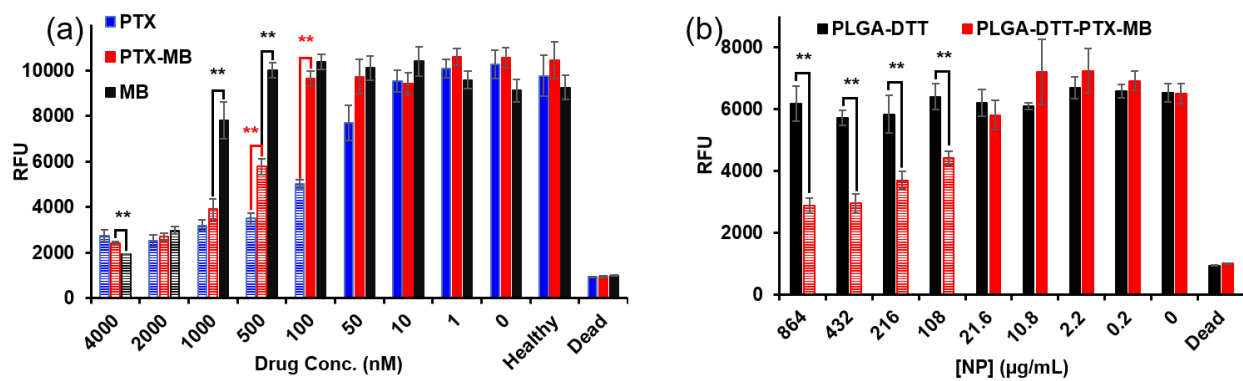 (a)
PTX
PTX-MB
MB
RFU
12000
10000
8000
6000
4000
2000
0
** ** ** ** ** **
4000 2000 1000 500 100 50 10 1 0 Healthy Dead
Drug Conc. (nM)
(b)
PLGA-DTT PLGA-DTT-PTX-MB
RFU
8000
6000
4000
2000
0
** ** ** **
864 432 216 108 21.6 10.8 2.2 0.2 0 Dead
[NP] (µg/mL)